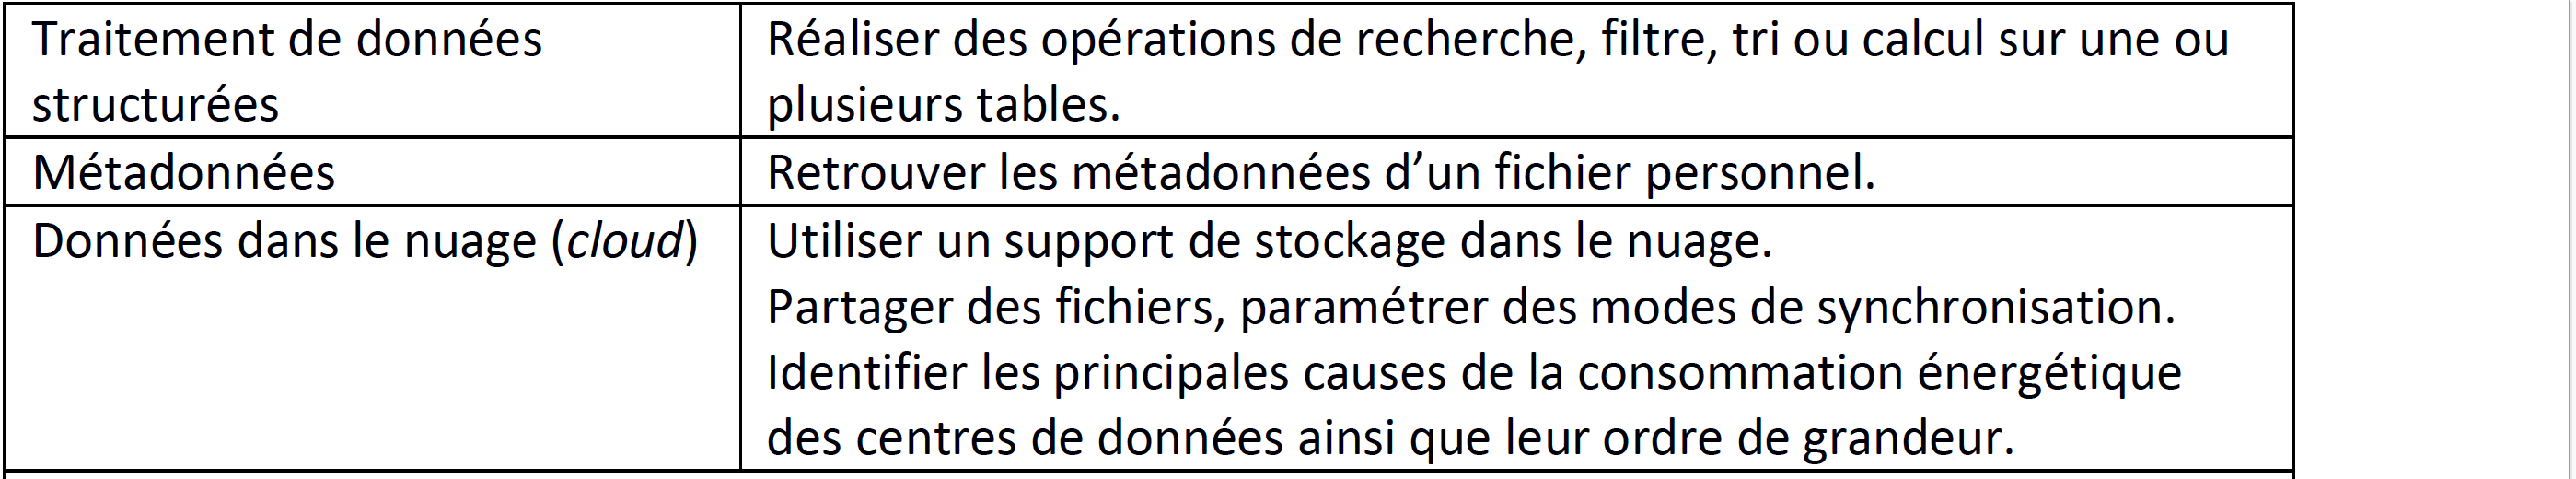 Traitement de données
structurées
Réaliser des opérations de recherche, filtre, tri ou calcul sur une ou
plusieurs tables.
Métadonnées
Retrouver les métadonnées d’un fichier personnel.
Données dans le nuage (cloud)
Utiliser un support de stockage dans le nuage.
Partager des fichiers, paramétrer des modes de synchronisation.
Identifier les principales causes de la consommation énergétique
des centres de données ainsi que leur ordre de grandeur.